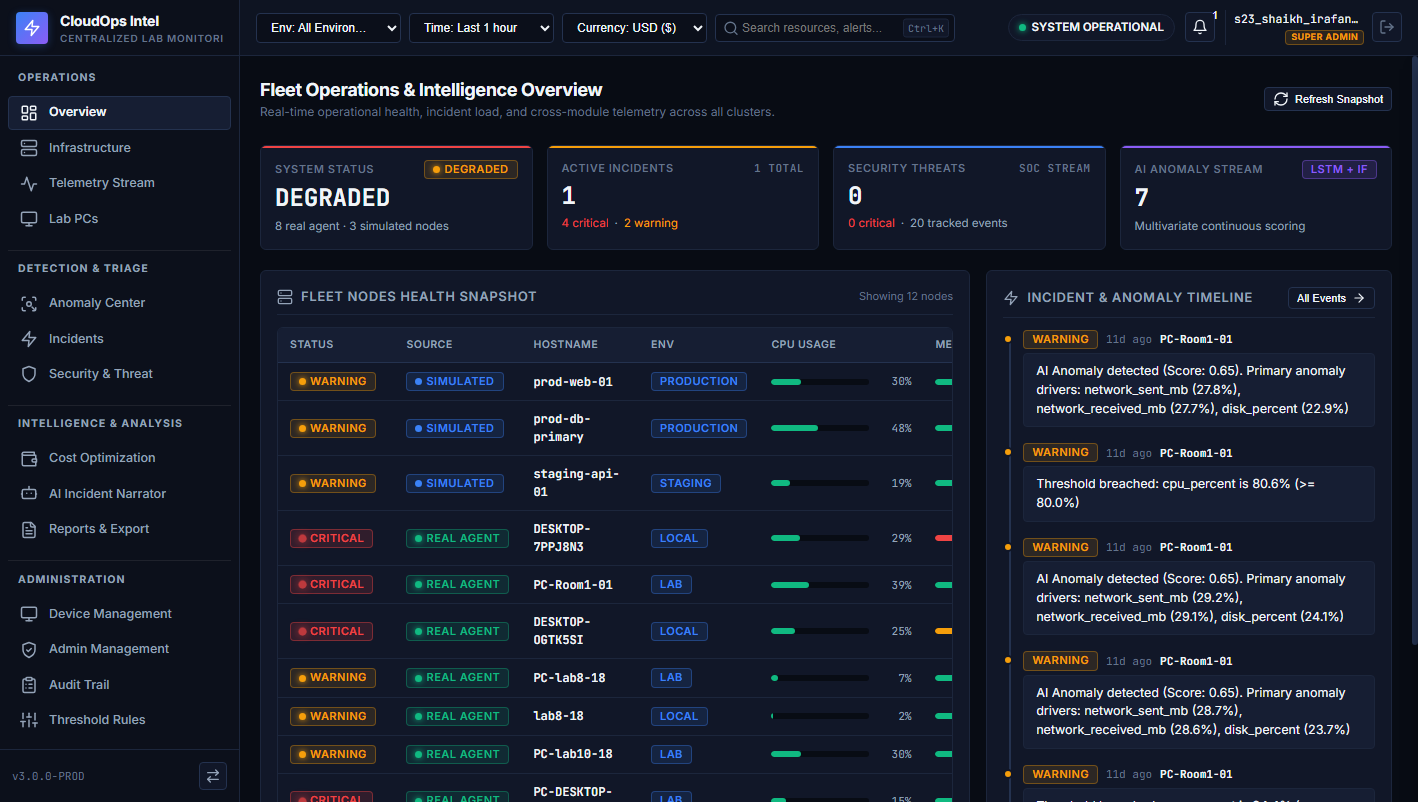 CloudOps Intel
CENTRALIZED LAB MONITORI
Env: All Environ...
Time: Last 1 hour
Currency: USD ($)
Search resources, alerts...
Ctrl+K
SYSTEM OPERATIONAL
1
s23_shaikh_irafan...
SUPER ADMIN
OPERATIONS
Overview
Infrastructure
Telemetry Stream
Lab PCs
DETECTION & TRIAGE
Anomaly Center
Incidents
Security & Threat
INTELLIGENCE & ANALYSIS
Cost Optimization
AI Incident Narrator
Reports & Export
ADMINISTRATION
Device Management
Admin Management
Audit Trail
Threshold Rules
v3.0.0-PROD
Fleet Operations & Intelligence Overview
Real-time operational health, incident load, and cross-module telemetry across all clusters.
Refresh Snapshot
SYSTEM STATUS DEGRADED
DEGRADED
8 real agent · 3 simulated nodes
ACTIVE INCIDENTS 1 TOTAL
1
4 critical · 2 warning
SECURITY THREATS SOC STREAM
0
0 critical · 20 tracked events
AI ANOMALY STREAM LSTM + IF
7
Multivariate continuous scoring
FLEET NODES HEALTH SNAPSHOT Showing 12 nodes
STATUS SOURCE HOSTNAME ENV CPU USAGE ME
WARNING SIMULATED prod-web-01 PRODUCTION 30%
WARNING SIMULATED prod-db-primary PRODUCTION 48%
WARNING SIMULATED staging-api-01 STAGING 19%
CRITICAL REAL AGENT DESKTOP-7PPJ8N3 LOCAL 29%
CRITICAL REAL AGENT PC-Room1-01 LAB 39%
CRITICAL REAL AGENT DESKTOP-0GTK5SI LOCAL 25%
WARNING REAL AGENT PC-lab8-18 LAB 7%
WARNING REAL AGENT lab8-18 LOCAL 2%
WARNING REAL AGENT PC-lab10-18 LAB 30%
CRITICAL REAL AGENT PC-DESKTOP- LAB 15%
INCIDENT & ANOMALY TIMELINE All Events
WARNING 11d ago PC-Room1-01
AI Anomaly detected (Score: 0.65). Primary anomaly
drivers: network_sent_mb (27.8%),
network_received_mb (27.7%), disk_percent (22.9%)
WARNING 11d ago PC-Room1-01
Threshold breached: cpu_percent is 80.6% (>=
80.0%)
WARNING 11d ago PC-Room1-01
AI Anomaly detected (Score: 0.65). Primary anomaly
drivers: network_sent_mb (29.2%),
network_received_mb (29.1%), disk_percent (24.1%)
WARNING 11d ago PC-Room1-01
AI Anomaly detected (Score: 0.65). Primary anomaly
drivers: network_sent_mb (28.7%),
network_received_mb (28.6%), disk_percent (23.7%)
WARNING 11d ago PC-Room1-01